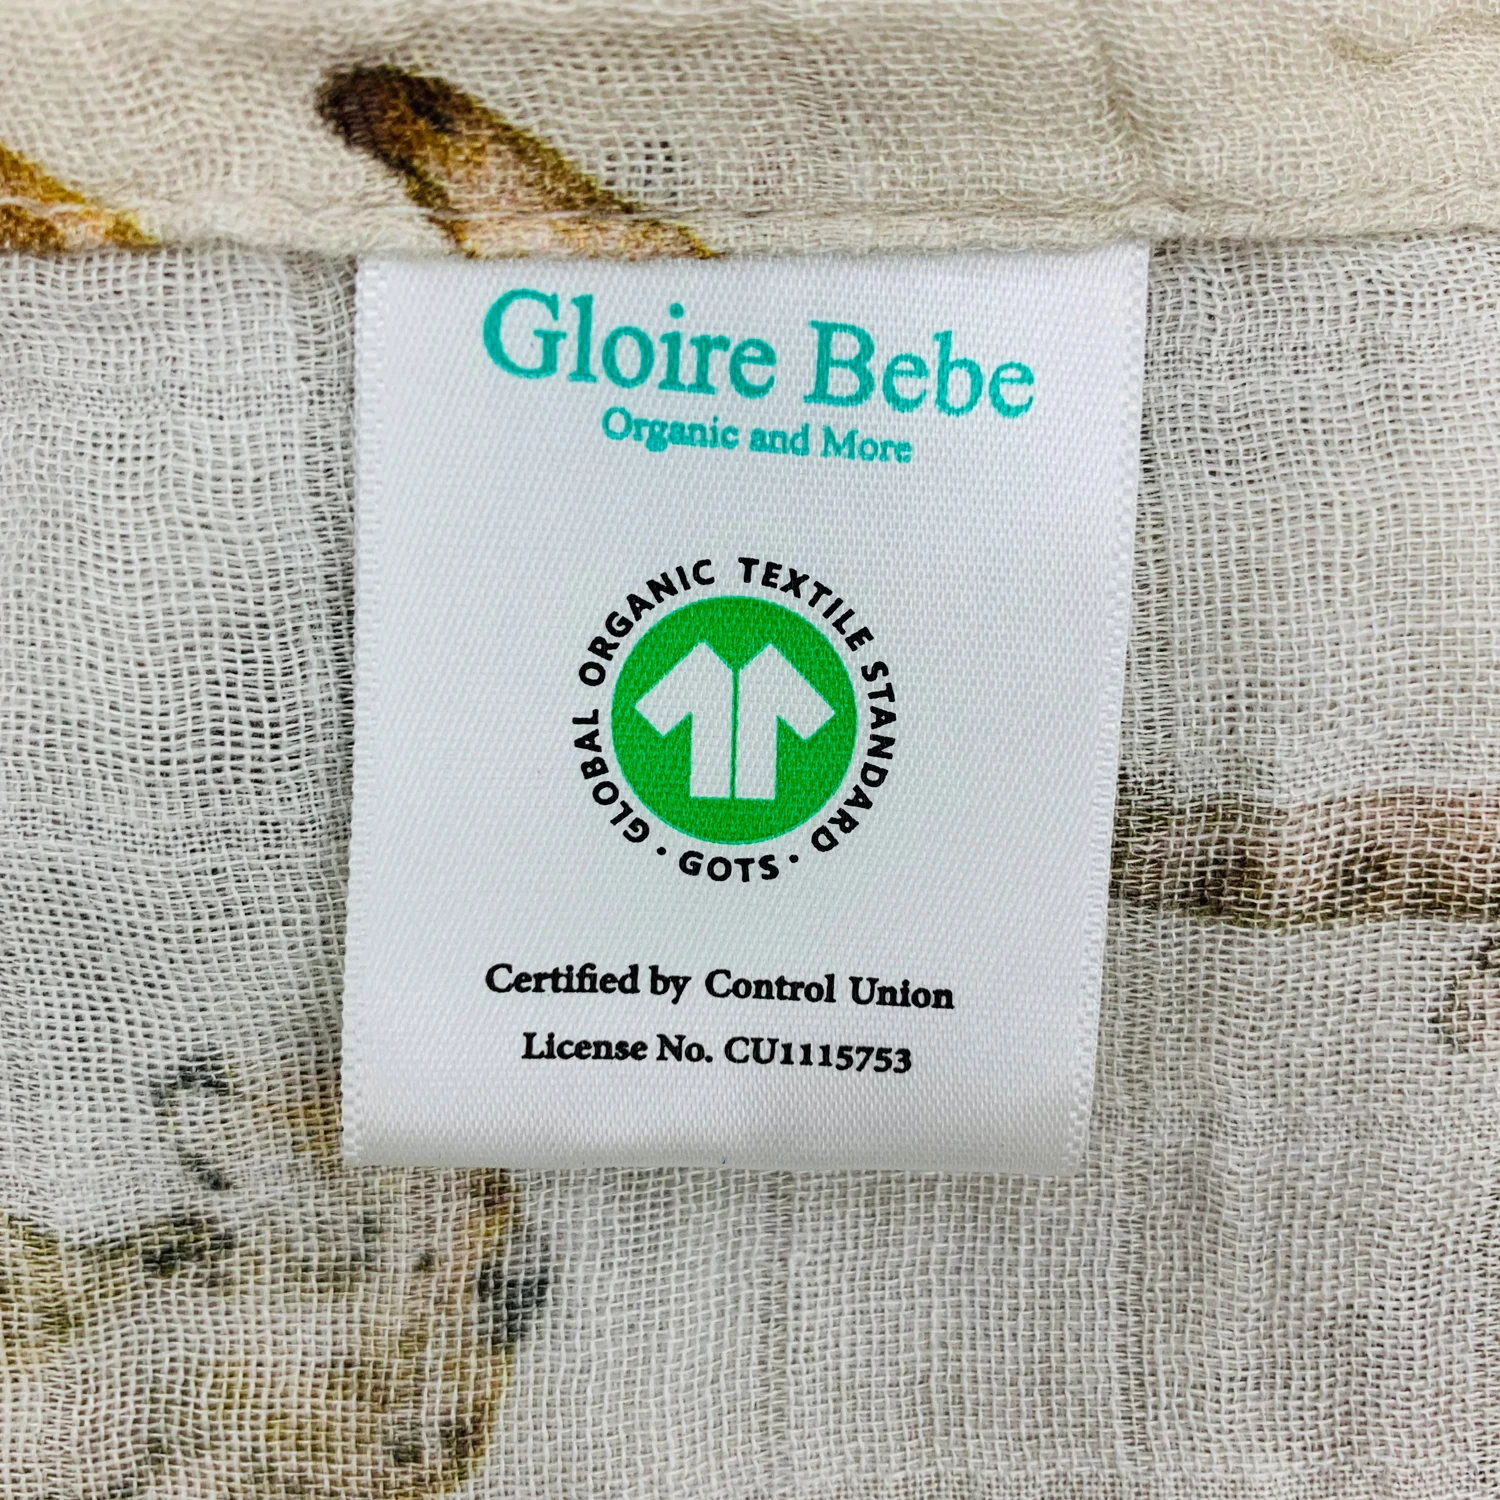 Gloire Bebe
Organic and More
GLOBAL ORGANIC TEXTILE STANDARD
· GOTS ·
Certified by Control Union
License No. CU1115753